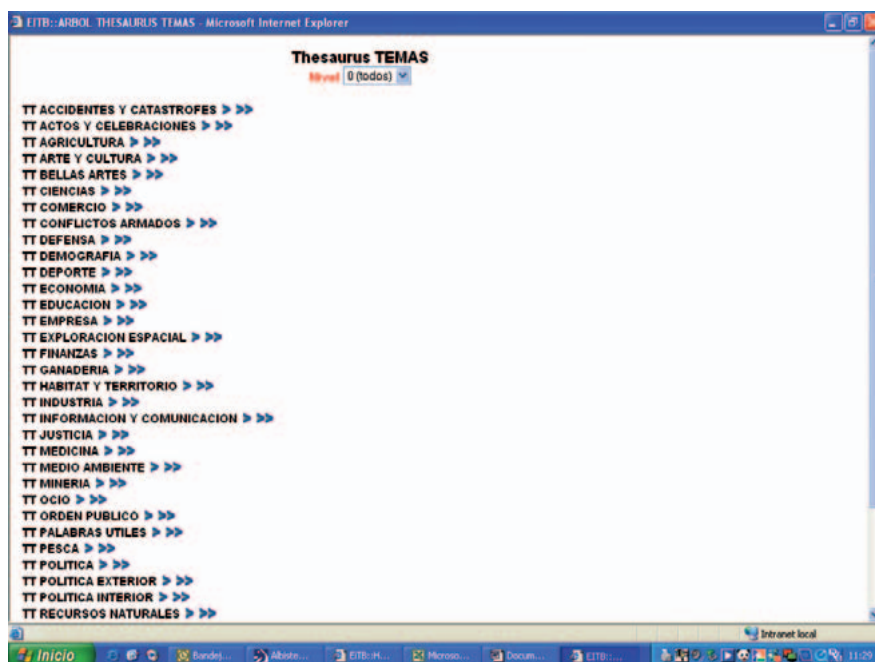 EITB::ARBOL THESAURUS TEMAS - Microsoft Internet Explorer
Thesaurus TEMAS
Nivel 0 (todos)
TT ACCIDENTES Y CATASTROFES > >>
TT ACTOS Y CELEBRACIONES > >>
TT AGRICULTURA > >>
TT ARTE Y CULTURA > >>
TT BELLAS ARTES > >>
TT CIENCIAS > >>
TT COMERCIO > >>
TT CONFLICTOS ARMADOS > >>
TT DEFENSA > >>
TT DEMOGRAFIA > >>
TT DEPORTE > >>
TT ECONOMIA > >>
TT EDUCACION > >>
TT EMPRESA > >>
TT EXPLORACION ESPACIAL > >>
TT FINANZAS > >>
TT GANADERIA > >>
TT HABITAT Y TERRITORIO > >>
TT INDUSTRIA > >>
TT INFORMACION Y COMUNICACION > >>
TT JUSTICIA > >>
TT MEDICINA > >>
TT MEDIO AMBIENTE > >>
TT MINERIA > >>
TT OCIO > >>
TT ORDEN PUBLICO > >>
TT PALABRAS UTILES > >>
TT PESCA > >>
TT POLITICA > >>
TT POLITICA EXTERIOR > >>
TT POLITICA INTERIOR > >>
TT RECURSOS NATURALES > >>
Intranet local
Inicio Bandej... Albiste... EITB::H... Microso... Docum... EITB::... 11:29